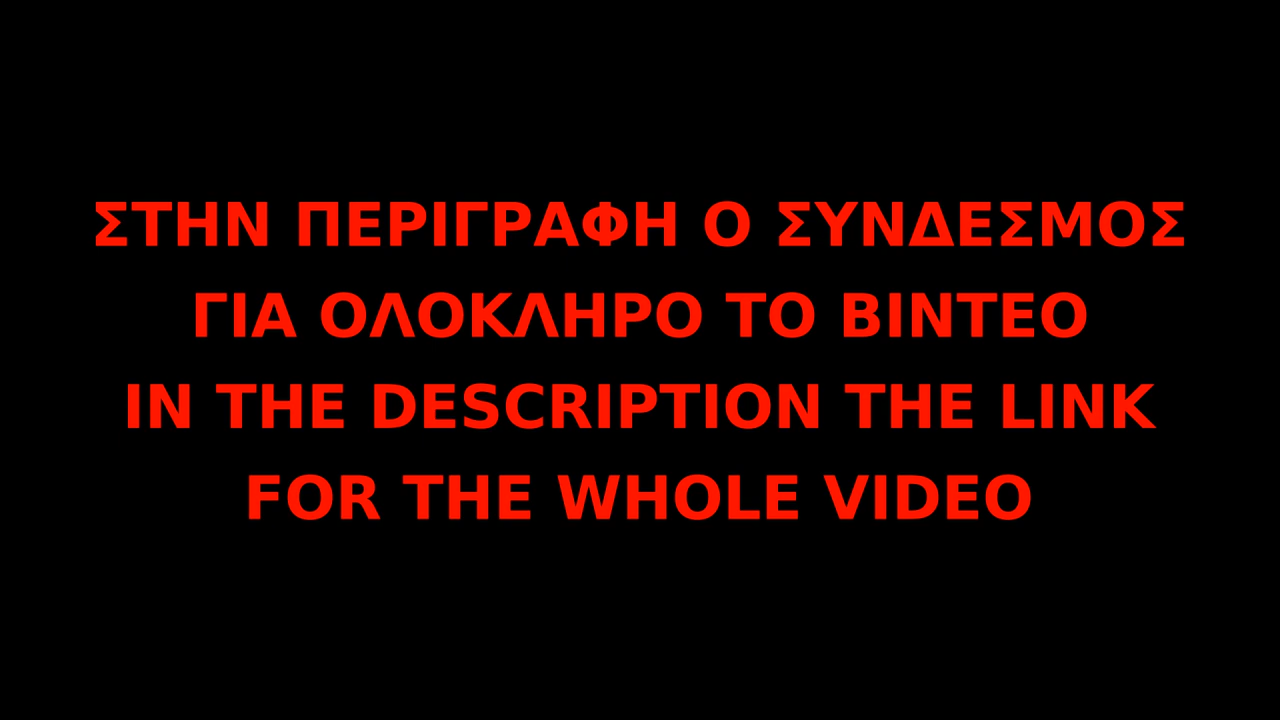 ΣΤΗΝ ΠΕΡΙΓΡΑΦΗ Ο ΣΥΝΔΕΣΜΟΣ
ΓΙΑ ΟΛΟΚΛΗΡΟ ΤΟ ΒΙΝΤΕΟ
IN THE DESCRIPTION THE LINK
FOR THE WHOLE VIDEO